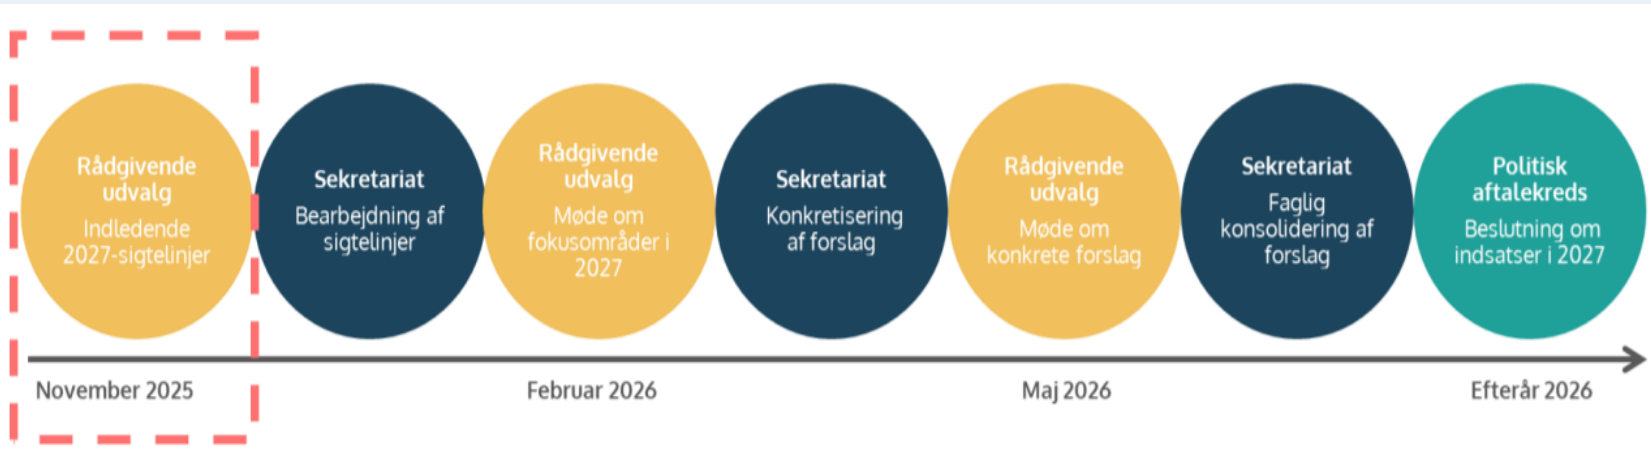 Rådgivende
udvalg
Indledende
2027-sigtelinjer
Sekretariat
Bearbejdning af
sigtelinjer
Rådgivende
udvalg
Møde om
fokusområder i
2027
Sekretariat
Konkretisering
af forslag
Rådgivende
udvalg
Møde om
konkrete forslag
Sekretariat
Faglig
konsolidering af
forslag
Politisk
aftalekreds
Beslutning om
indsatser i 2027
November 2025
Februar 2026
Maj 2026
Efterår 2026